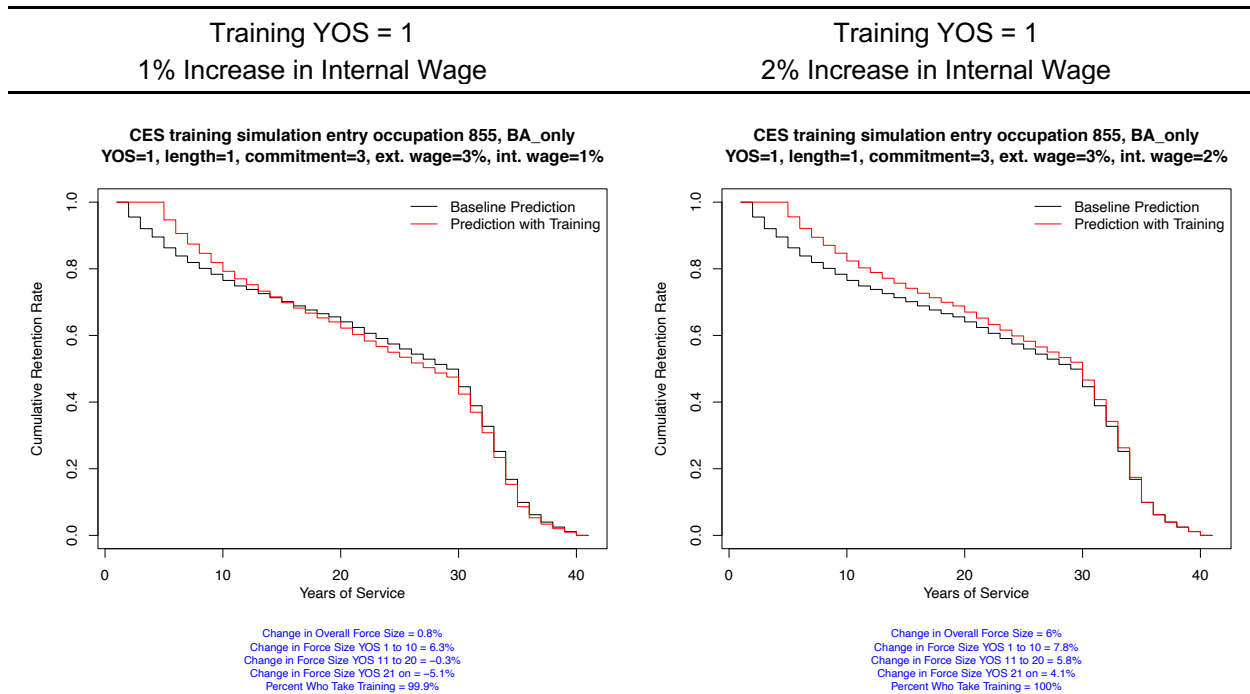 Training YOS = 1
1% Increase in Internal Wage
Training YOS = 1
2% Increase in Internal Wage
CES training simulation entry occupation 855, BA_only
YOS=1, length=1, commitment=3, ext. wage=3%, int. wage=1%
Baseline Prediction
Prediction with Training
Cumulative Retention Rate
1.0
0.8
0.6
0.4
0.2
0.0
0 10 20 30 40
Years of Service
Change in Overall Force Size = 0.8%
Change in Force Size YOS 1 to 10 = 6.3%
Change in Force Size YOS 11 to 20 = −0.3%
Change in Force Size YOS 21 on = −5.1%
Percent Who Take Training = 99.9%
CES training simulation entry occupation 855, BA_only
YOS=1, length=1, commitment=3, ext. wage=3%, int. wage=2%
Baseline Prediction
Prediction with Training
Cumulative Retention Rate
1.0
0.8
0.6
0.4
0.2
0.0
0 10 20 30 40
Years of Service
Change in Overall Force Size = 6%
Change in Force Size YOS 1 to 10 = 7.8%
Change in Force Size YOS 11 to 20 = 5.8%
Change in Force Size YOS 21 on = 4.1%
Percent Who Take Training = 100%